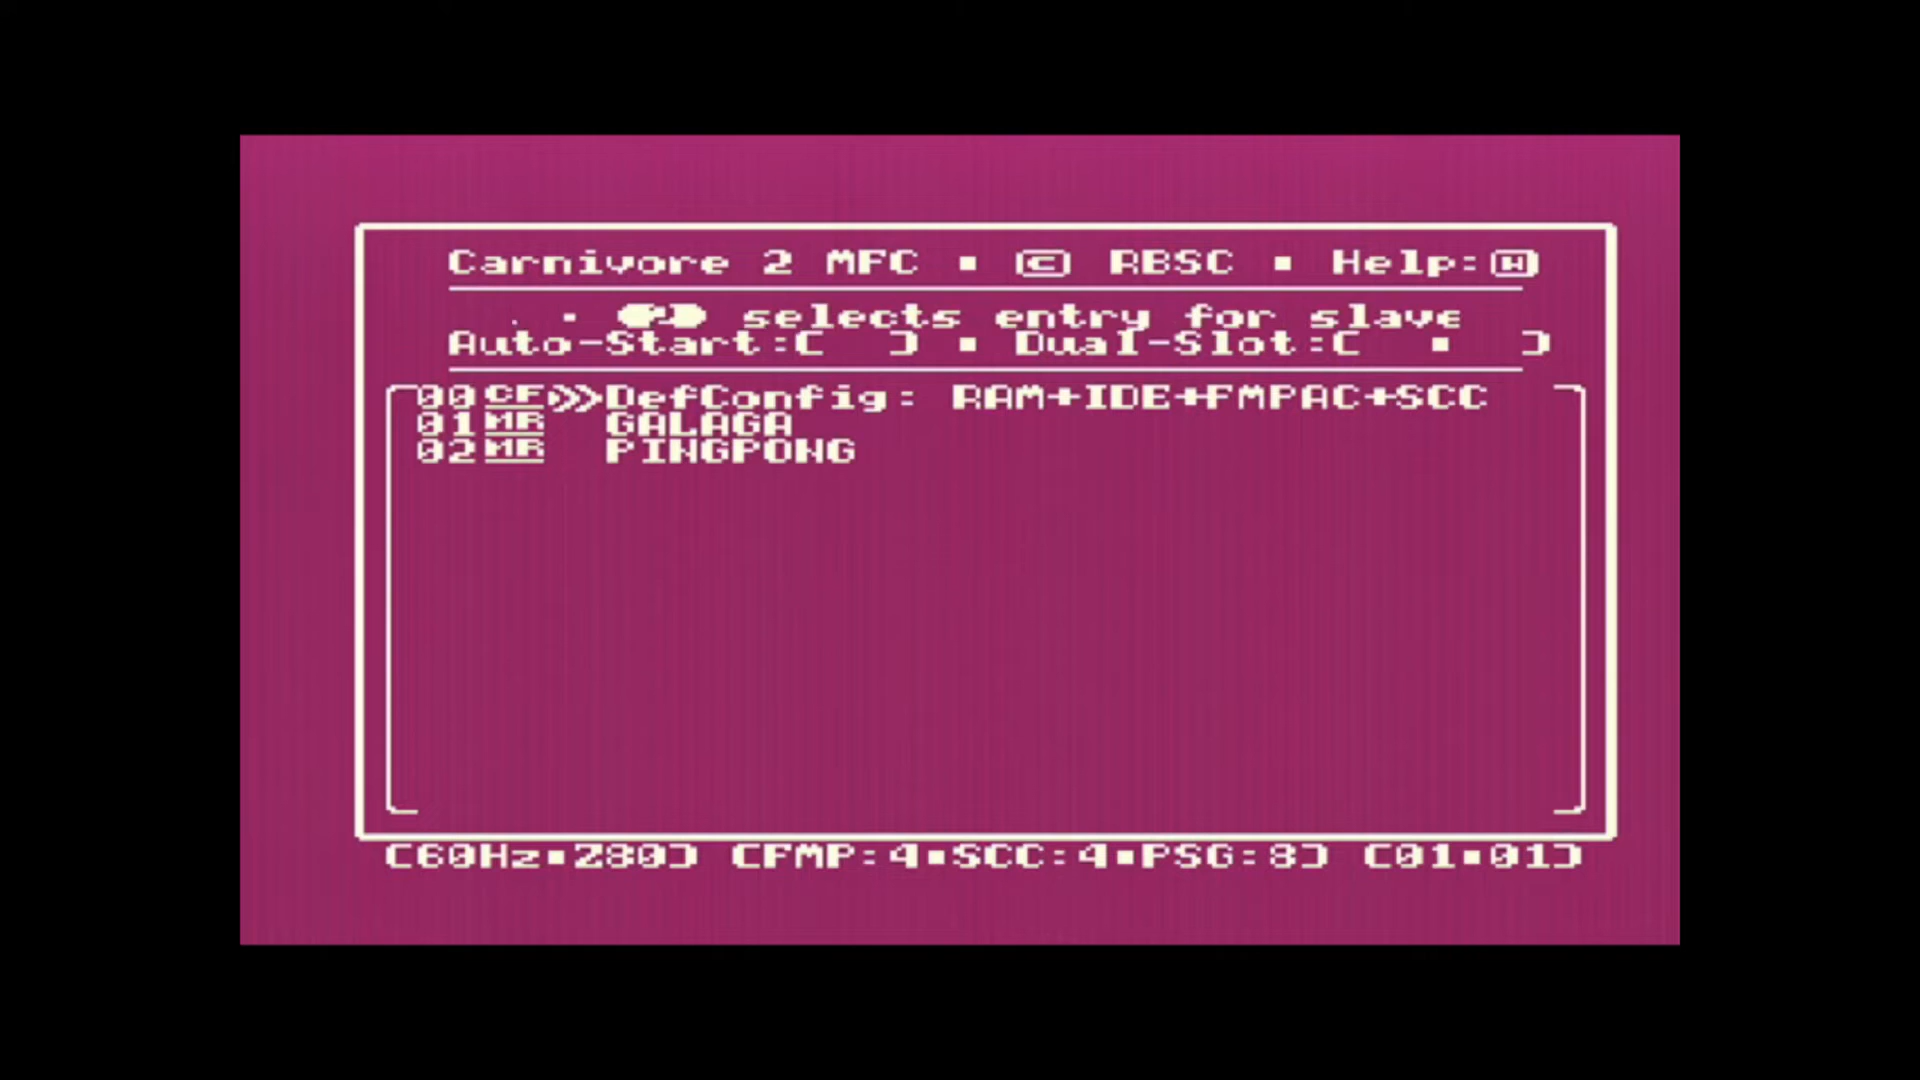 Carnivore 2 MFC ▪ © RBSC ▪ Help:H
selects entry for slave
Auto-Start:[ ] ▪ Dual-Slot:[ ▪ ]
00 CF »DefConfig: RAM+IDE+FMPAC+SCC
01 MR GALAGA
02 MR PINGPONG
[60Hz▪Z80] [FMP:4▪SCC:4▪PSG:8] [01▪01]